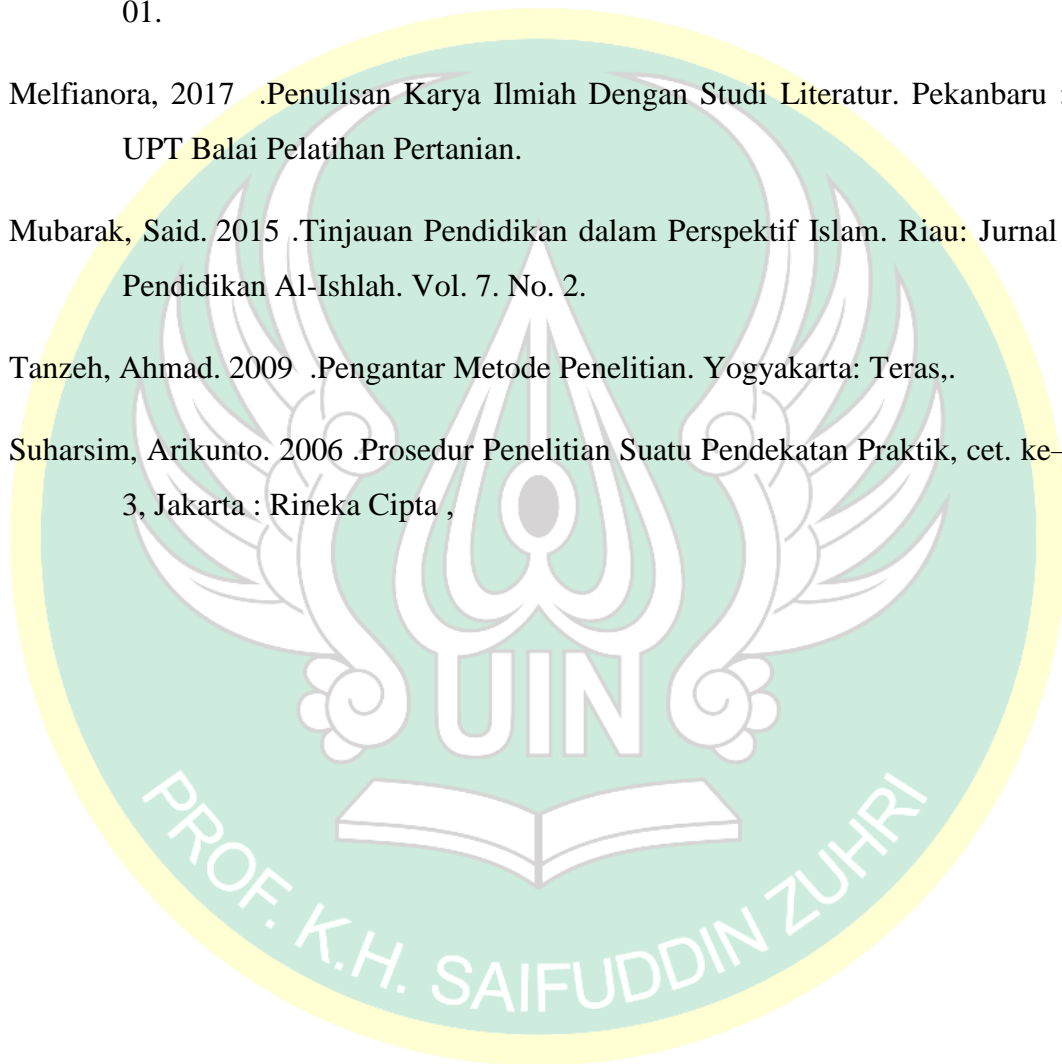 01.
Melfianora, 2017 .Penulisan Karya Ilmiah Dengan Studi Literatur. Pekanbaru :
UPT Balai Pelatihan Pertanian.
Mubarak, Said. 2015 .Tinjauan Pendidikan dalam Perspektif Islam. Riau: Jurnal
Pendidikan Al-Ishlah. Vol. 7. No. 2.
Tanzeh, Ahmad. 2009 .Pengantar Metode Penelitian. Yogyakarta: Teras,.
Suharsim, Arikunto. 2006 .Prosedur Penelitian Suatu Pendekatan Praktik, cet. ke–
3, Jakarta : Rineka Cipta ,
UIN
PROF. K.H. SAIFUDDIN ZUHRI